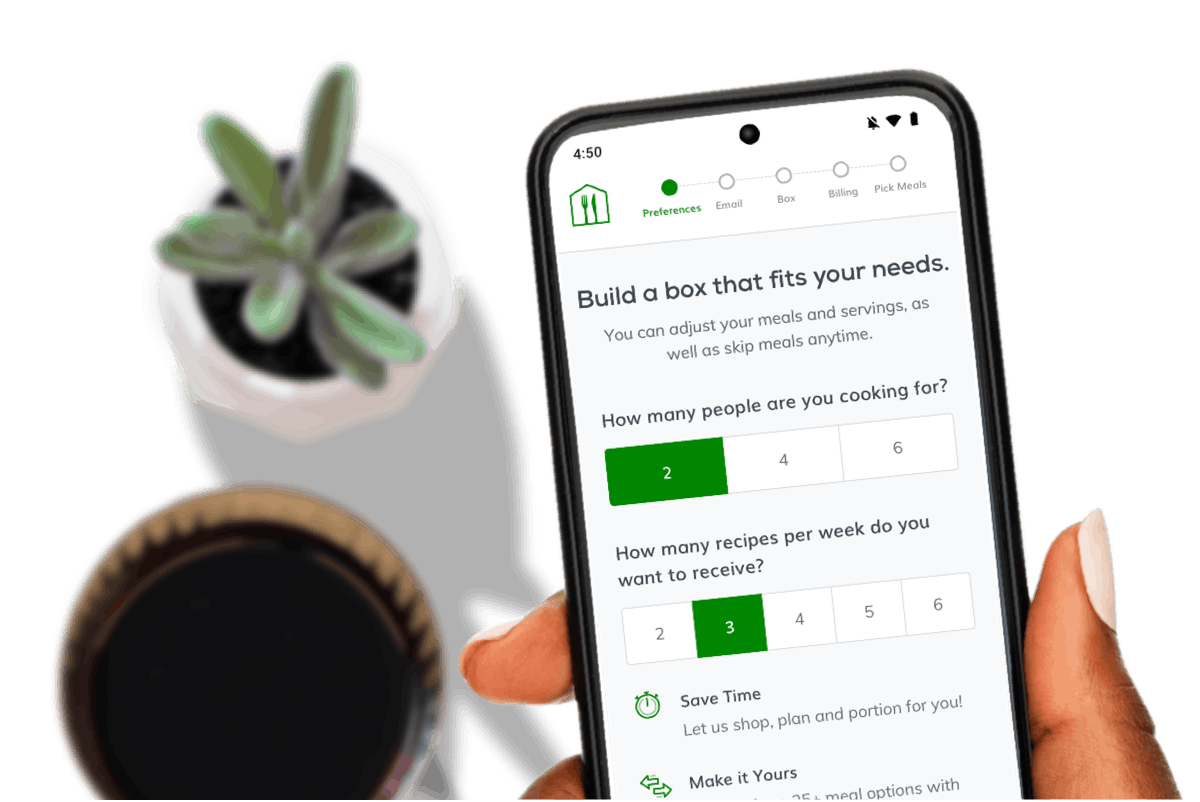 4:50
Preferences
Email
Box
Billing
Pick Meals
Build a box that fits your needs.
You can adjust your meals and servings, as
well as skip meals anytime.
How many people are you cooking for?
2 4 6
How many recipes per week do you
want to receive?
2 3 4 5 6
Save Time
Let us shop, plan and portion for you!
Make it Yours
35+ meal options with